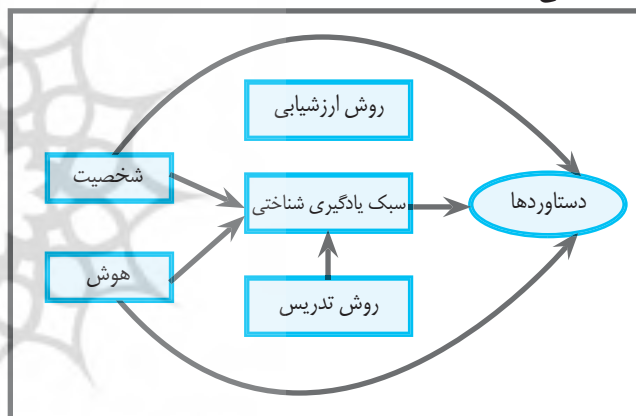 روش ارزشیابی
شخصیت
سبک یادگیری شناختی
دستاوردها
هوش
روش تدریس